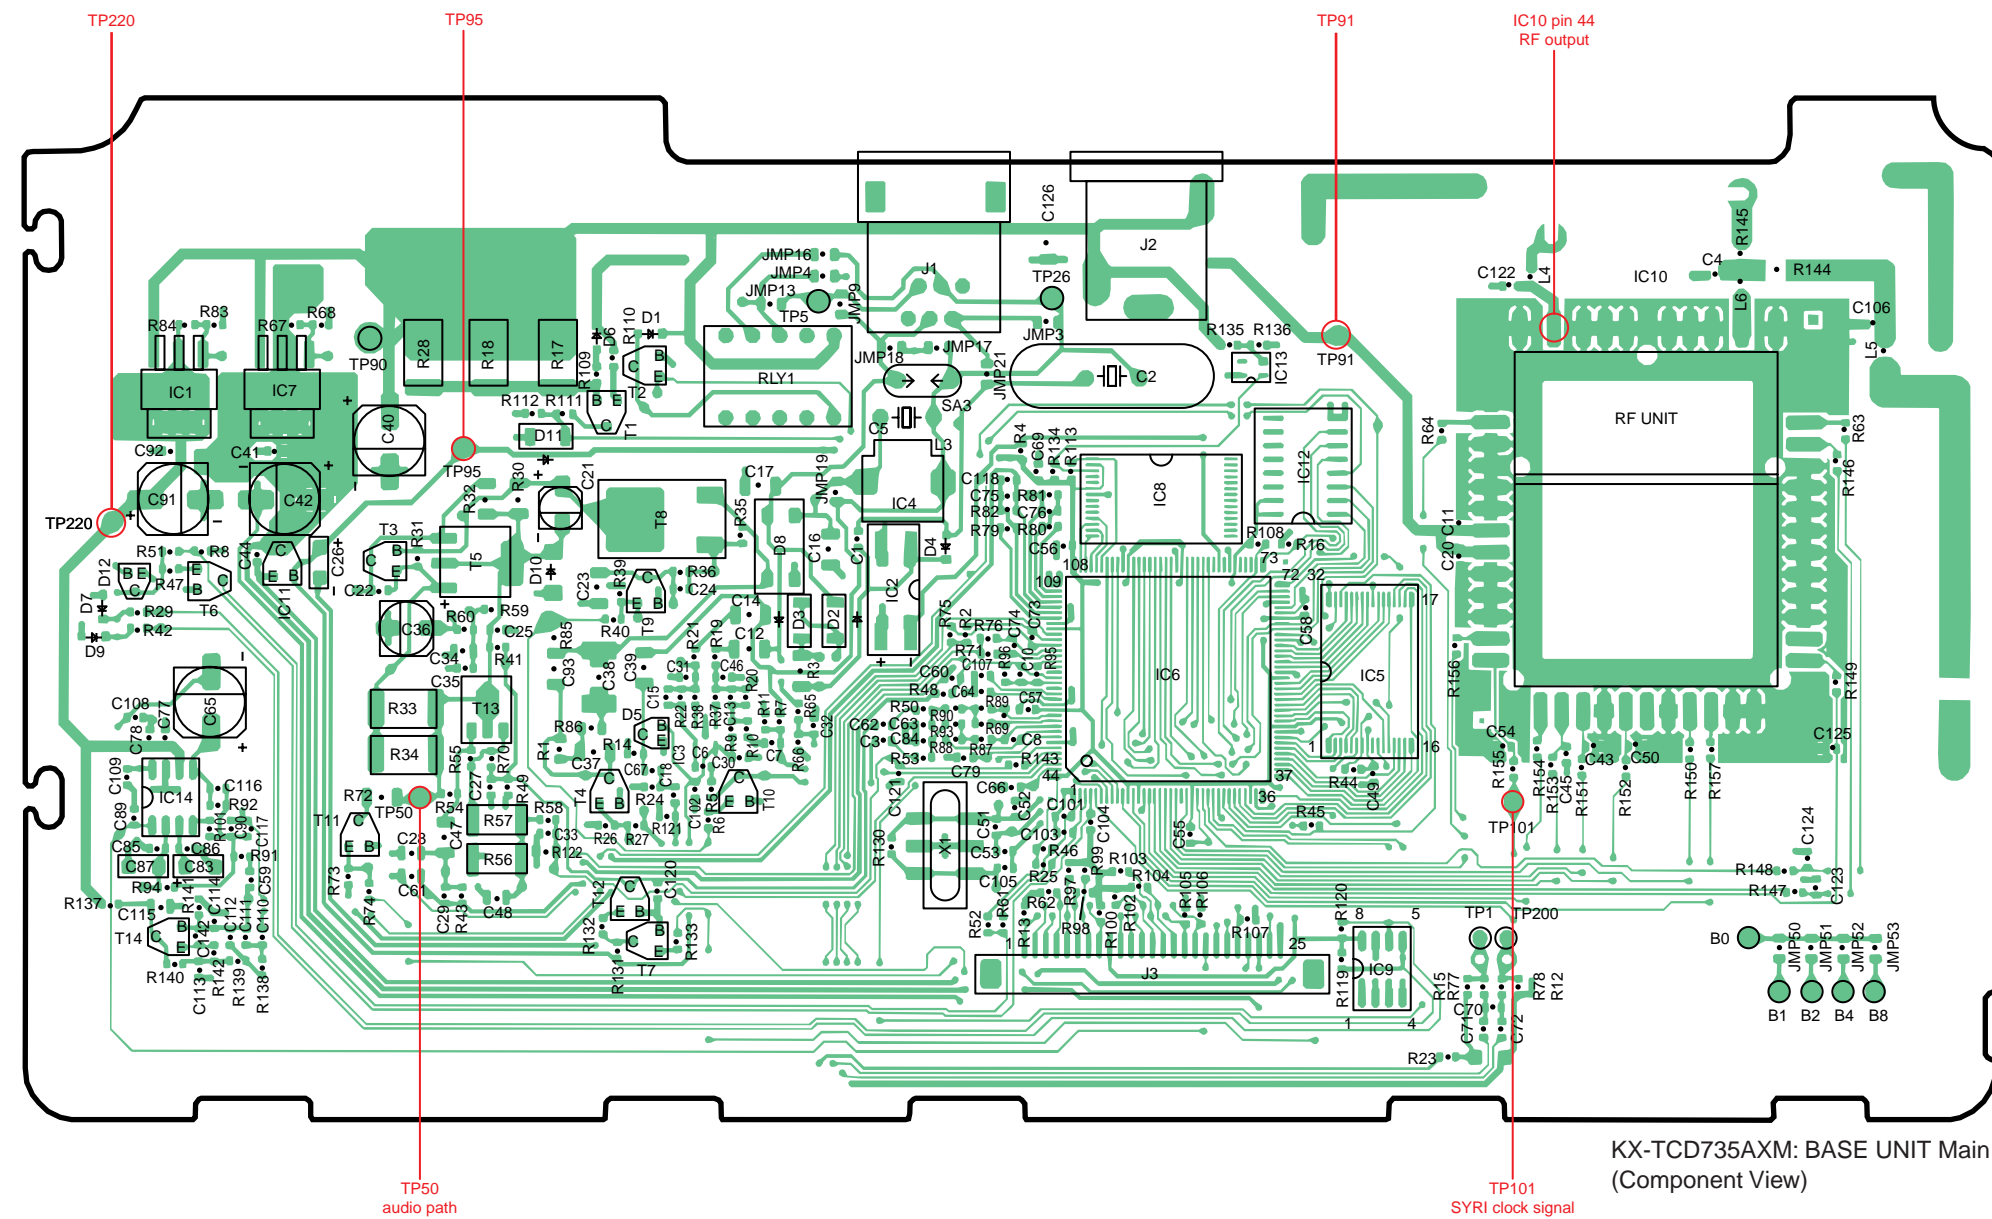 TP220
TP95
TP91
IC10 pin 44
RF output
C126
J2
R145
JMP16
J1
JMP4
TP26
C4
R144
C122
L4
IC10
JMP13
JMP9
TP5
L6
R84
R83
R67
R68
R110
D1
D6
JMP3
R135
R136
C106
TP90
R28
R18
R17
R109
B
E
C
T2
JMP18
JMP17
JMP21
IC13
TP91
L5
IC1
IC7
RLY1
C2
SA3
R112
R111
B
E
C
T1
C40
D11
C5
L3
R4
C69
R134
R113
R64
RF UNIT
R63
C92
C41
TP95
R30
C21
C17
JMP19
IC4
C118
C75
R82
R79
R81
C76
R80
IC8
IC12
R146
C91
C42
R32
T8
R35
TP220
T3
R31
C11
R51
R8
C44
C26
T5
D10
D8
C16
C1
D4
C56
108
R108
73
R16
C20
D12
B
E
R47
E
C
B
T6
C
E
B
IC11
B
C
E
C22
C23
R39
C
E
B
R36
C24
IC2
109
72
32
17
D7
R29
R42
D9
R59
R60
C25
C36
R40
T9
C14
D3
D2
R75
R2
R76
C74
C73
C58
C34
R41
R85
C93
C38
C39
R21
R19
C12
R3
R71
C107
R96
C10
R95
IC6
IC5
R156
R149
C35
C31
C46
R20
C60
R48
C64
C57
C65
R33
T13
C15
R22
R38
R37
C13
R11
R7
R65
C32
R50
R90
R89
C108
C77
C78
R86
D5
B
C
E
C62
C63
R93
R69
C3
C84
C8
R88
R87
R34
R55
R70
R1
R14
IC3
C6
R9
R10
C7
R66
R53
R143
1
16
C54
R155
R154
C45
C43
C50
C125
C109
IC14
C116
C27
R49
C37
C67
C18
C30
C
E
B
T10
C121
C79
44
37
R44
C49
R153
R151
R152
R150
R157
R72
TP50
R54
T4
C
E
B
R24
C102
R5
C66
C52
1
C101
36
C89
R92
T11
C
E
B
R57
R58
C33
R121
R6
C51
C104
R45
TP101
R101
C90
C117
C28
C47
R26
R27
R130
X1
C103
C55
C124
C85
C86
R91
R56
R122
C53
R46
R99
R103
R148
C87
C83
C61
R73
C105
R25
R97
R104
R105
R106
R147
C123
R94
R141
C114
C59
R74
C29
R43
C48
T12
C
E
B
C120
R61
R62
R98
R102
R137
C115
C112
C111
C110
R132
R133
R52
R13
R100
R107
R120
8
5
TP1
TP200
T14
B
C
E
C142
B
C
E
T7
1
25
B0
JMP50
JMP51
JMP52
JMP53
R140
C113
R142
R139
R138
R131
J3
R119
IC9
R15
R77
R78
R12
1
4
C70
C71
C72
B1
B2
B4
B8
R23
KX-TCD735AXM: BASE UNIT Main
(Component View)
TP50
audio path
TP101
SYRI clock signal